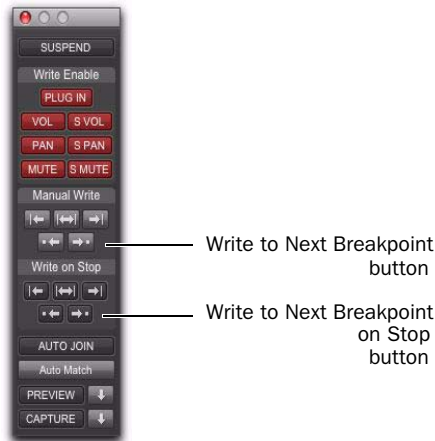 SUSPEND
Write Enable
PLUG IN
VOL S VOL
PAN S PAN
MUTE S MUTE
Manual Write
Write to Next Breakpoint
button
Write on Stop
Write to Next Breakpoint
on Stop
button
AUTO JOIN
Auto Match
PREVIEW
CAPTURE